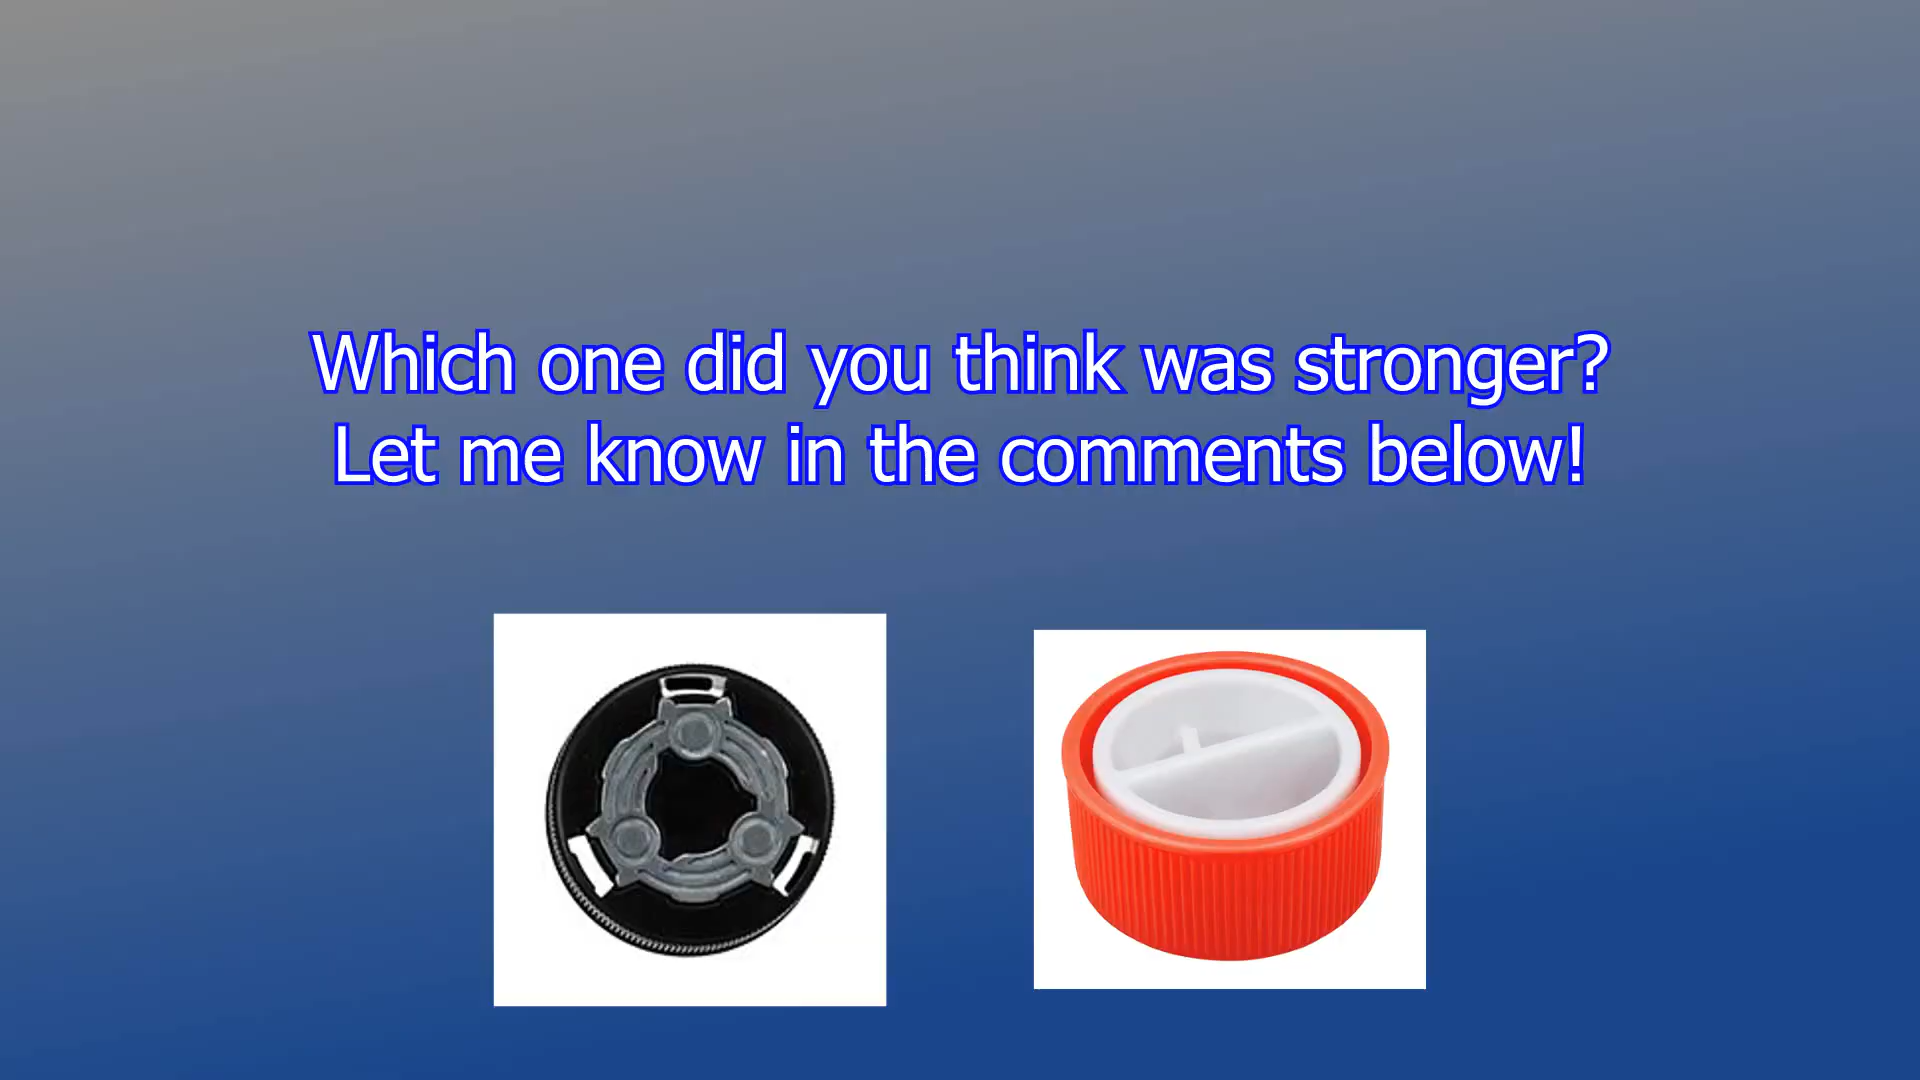 Which one did you think was stronger?
Let me know in the comments below!